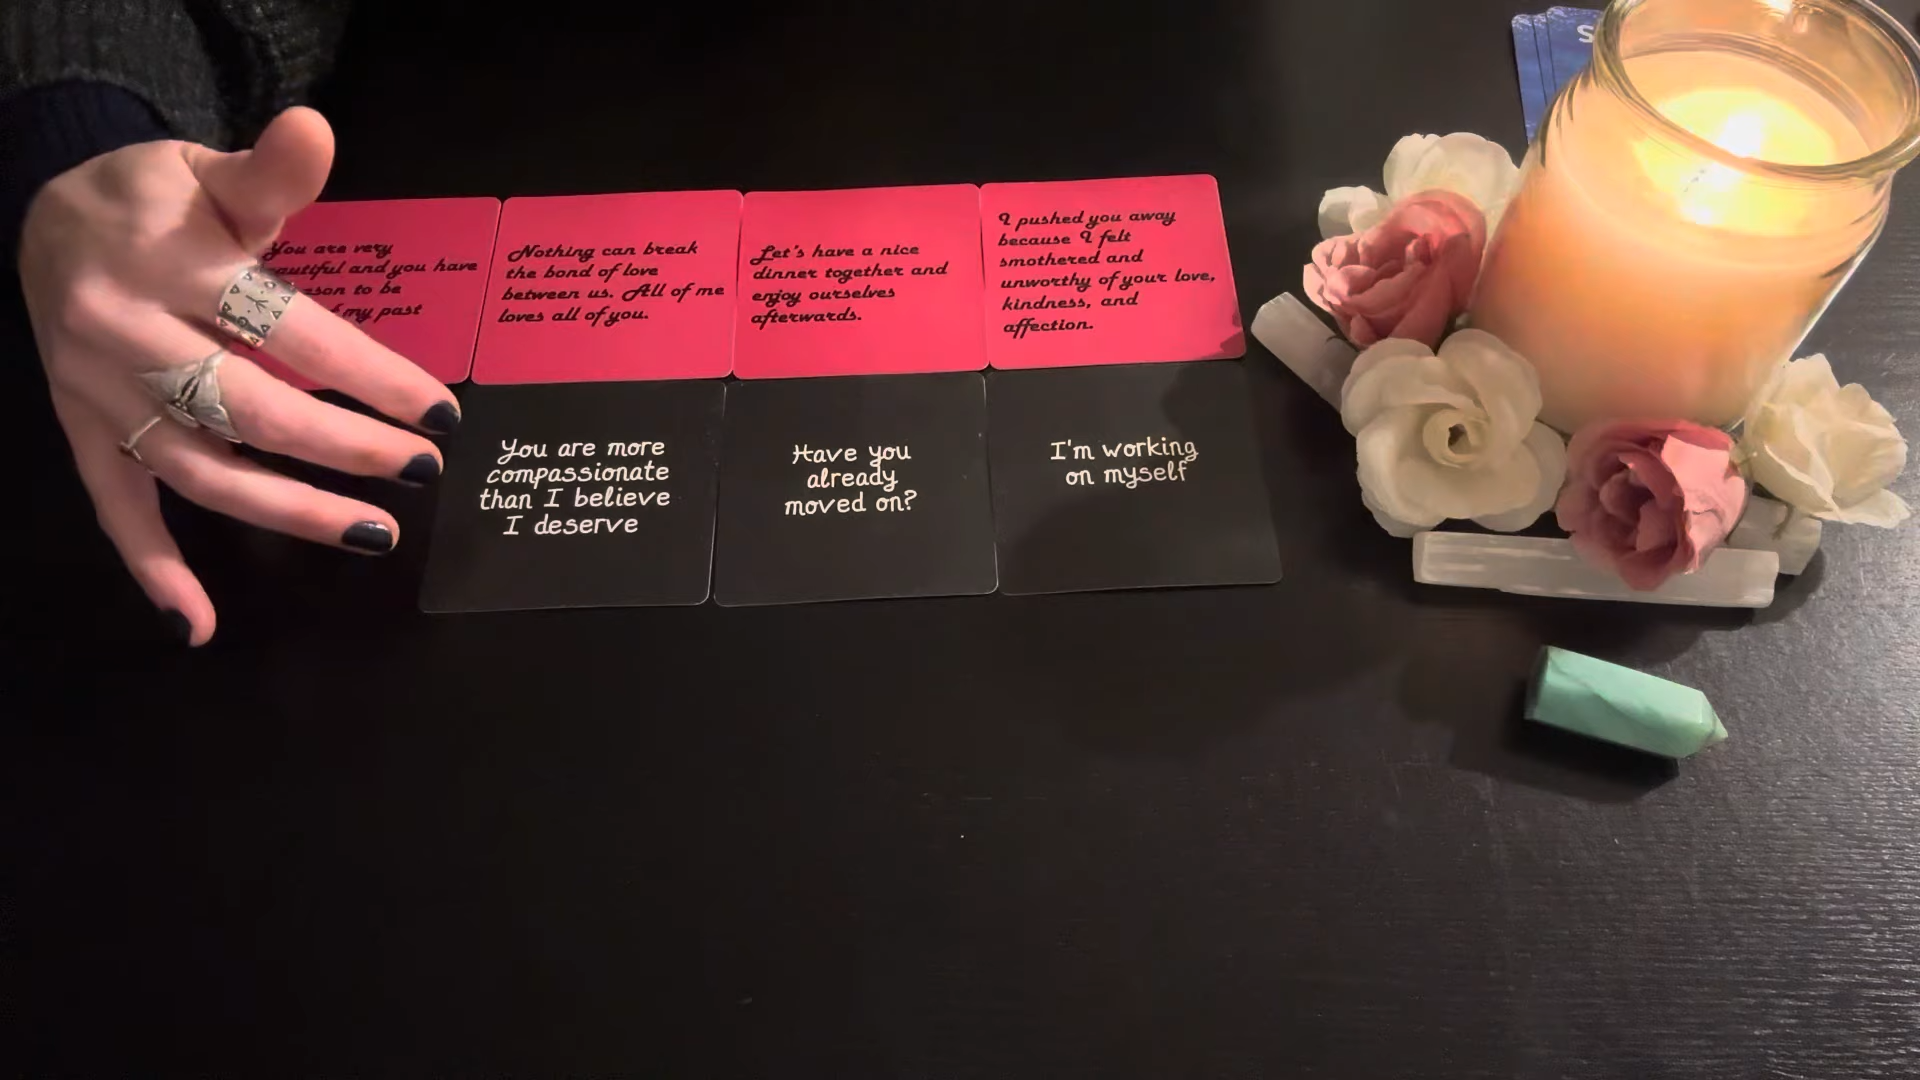 You are very
and you have
to be
my past
Nothing can break
the bond of love
between us. All of me
loves all of you.
Let's have a nice
dinner together and
enjoy ourselves
afterwards.
I pushed you away
because I felt
smothered and
unworthy of your love,
kindness, and
affection.
You are more
compassionate
than I believe
I deserve
Have you
already
moved on?
I'm working
on myself
S